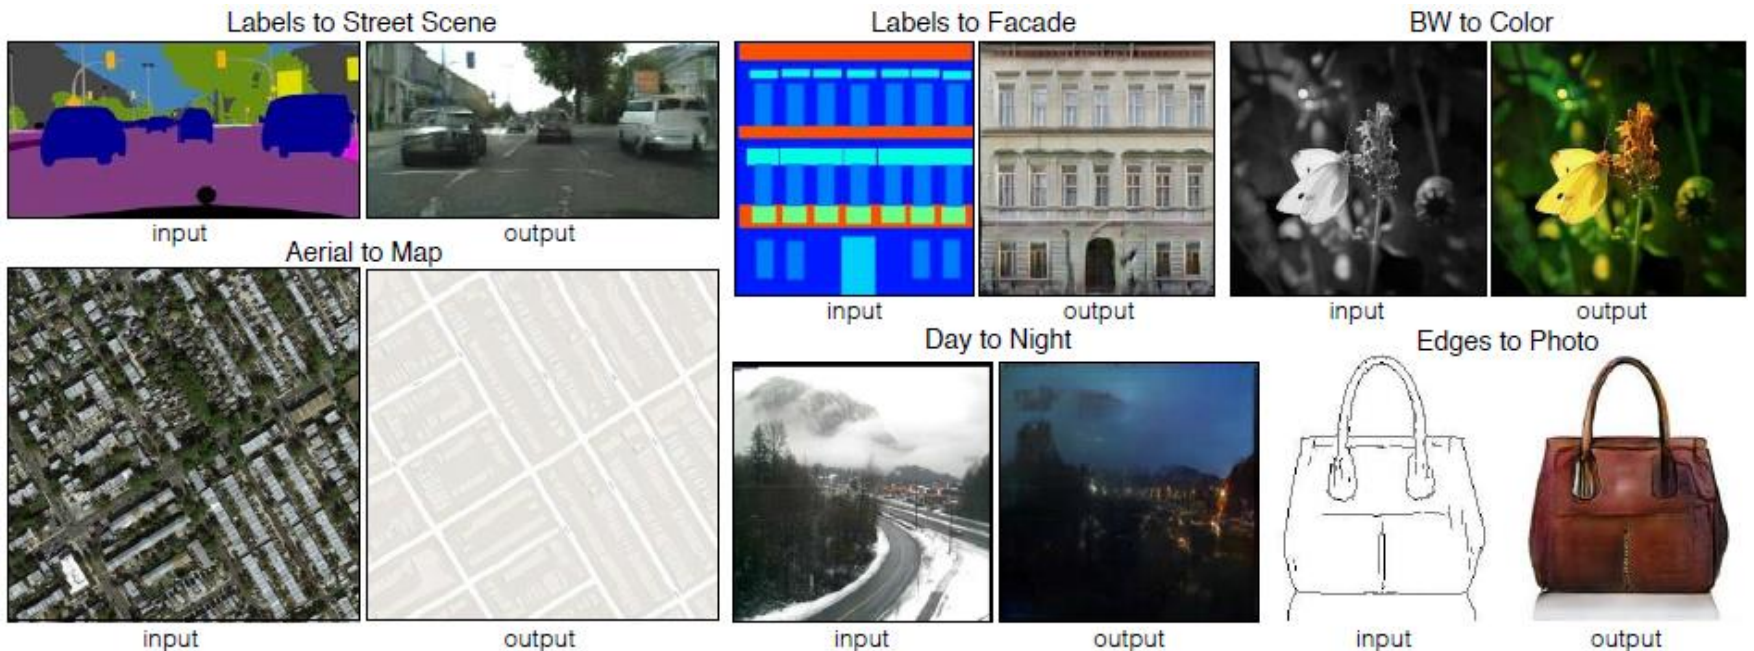 Labels to Street Scene
input
output
Aerial to Map
input
output
Labels to Facade
input
output
BW to Color
input
output
Day to Night
input
output
Edges to Photo
input
output